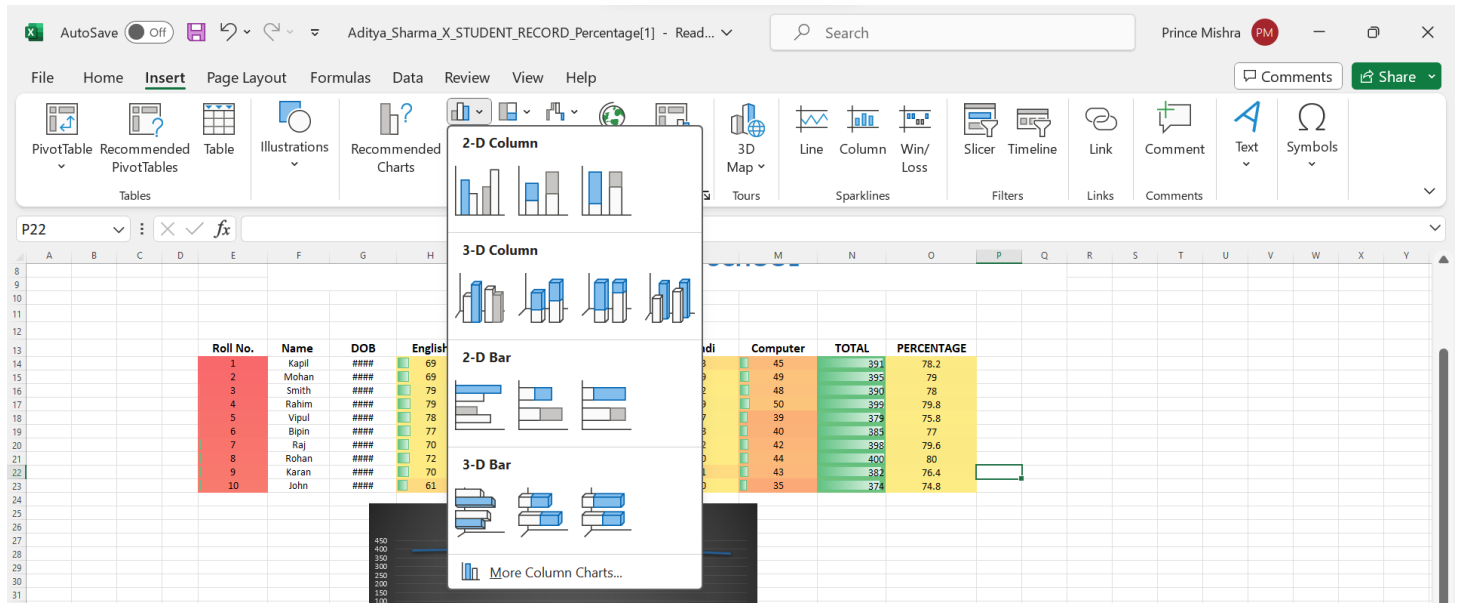 AutoSave Off Aditya_Sharma_X_STUDENT_RECORD_Percentage[1] - Read... Search Prince Mishra PM
File Home Insert Page Layout Formulas Data Review View Help Comments Share
PivotTable Recommended PivotTables Table Illustrations Recommended Charts 3D Map Line Column Win/Loss Slicer Timeline Link Comment Text Symbols
Tables Tours Sparklines Filters Links Comments
2-D Column
3-D Column
2-D Bar
3-D Bar
More Column Charts...
P22 fx
A B C D E F G H M N O P Q R S T U V W X Y
8
9
10
11
12
13 Roll No. Name DOB English Computer TOTAL PERCENTAGE
14 1 Kapil #### 69 45 391 78.2
15 2 Mohan #### 69 49 395 79
16 3 Smith #### 79 48 390 78
17 4 Rahim #### 79 50 399 79.8
18 5 Vipul #### 78 39 379 75.8
19 6 Bipin #### 77 40 385 77
20 7 Raj #### 70 42 398 79.6
21 8 Rohan #### 72 44 400 80
22 9 Karan #### 70 43 382 76.4
23 10 John #### 61 35 374 74.8
24
25
26
27 450
28 400
350
29 300
250
30 200
31 150
100